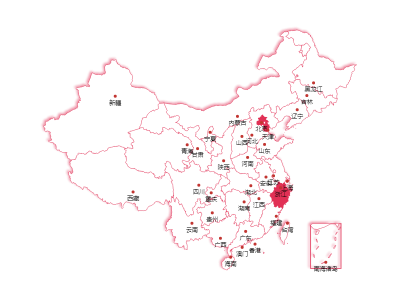 黑龙江
吉林
新疆
辽宁
内蒙古
北京
天津
宁夏
山西
河北
青海
甘肃
山东
陕西
河南
西藏
四川
重庆
湖北
安徽
江苏
上海
浙江
湖南
江西
贵州
云南
福建
台湾
广西
广东
澳门
香港
海南
南海诸岛